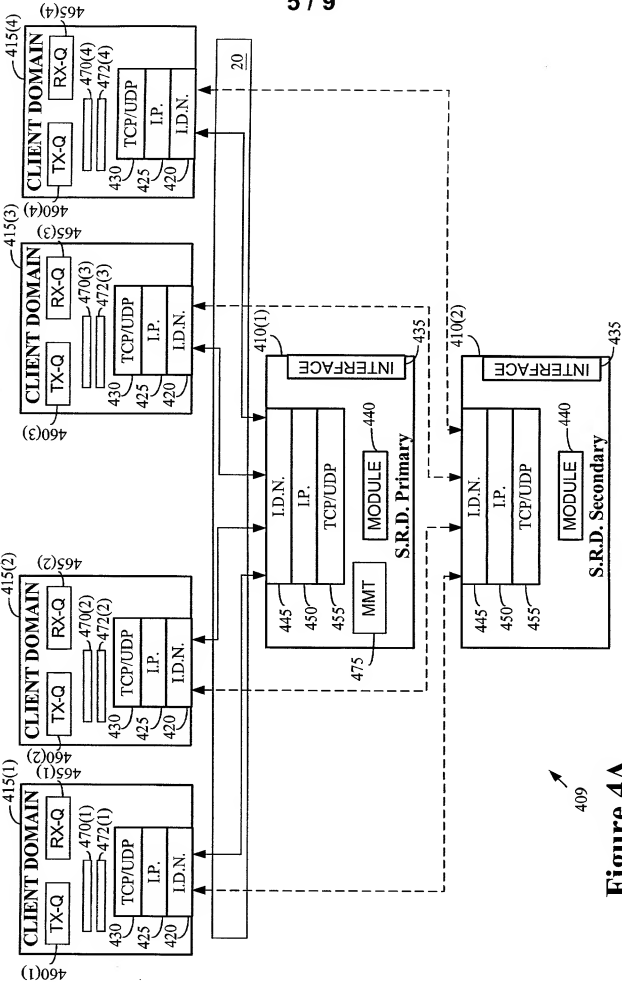 5 / 9
415(1)
CLIENT DOMAIN
TX-Q
RX-Q
460(1)
465(1)
470(1)
472(1)
TCP/UDP
I.P.
I.D.N.
430
425
420
415(2)
CLIENT DOMAIN
TX-Q
RX-Q
460(2)
465(2)
470(2)
472(2)
TCP/UDP
I.P.
I.D.N.
430
425
420
415(3)
CLIENT DOMAIN
TX-Q
RX-Q
460(3)
465(3)
470(3)
472(3)
TCP/UDP
I.P.
I.D.N.
430
425
420
415(4)
CLIENT DOMAIN
TX-Q
RX-Q
460(4)
465(4)
470(4)
472(4)
TCP/UDP
I.P.
I.D.N.
430
425
420
20
410(1)
I.D.N.
I.P.
TCP/UDP
445
450
455
INTERFACE
435
MMT
475
MODULE
440
S.R.D. Primary
410(2)
I.D.N.
I.P.
TCP/UDP
445
450
455
INTERFACE
435
MODULE
440
S.R.D. Secondary
409
Figure 4A